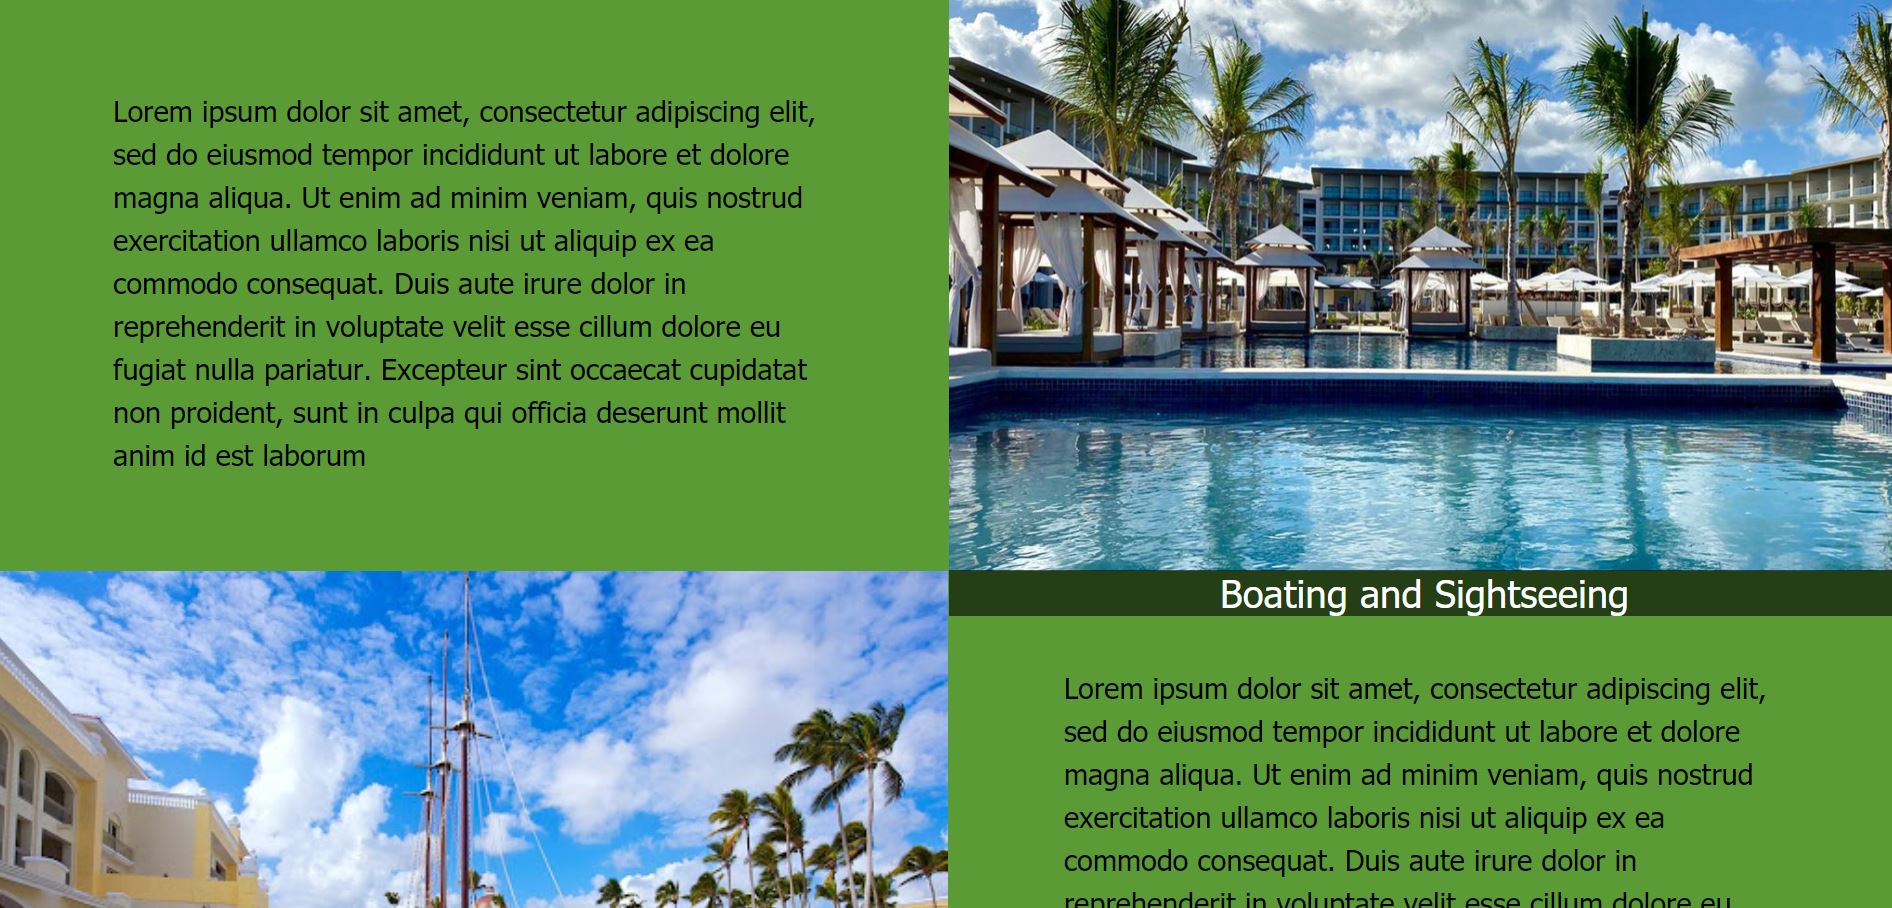 Lorem ipsum dolor sit amet, consectetur adipiscing elit,
sed do eiusmod tempor incididunt ut labore et dolore
magna aliqua. Ut enim ad minim veniam, quis nostrud
exercitation ullamco laboris nisi ut aliquip ex ea
commodo consequat. Duis aute irure dolor in
reprehenderit in voluptate velit esse cillum dolore eu
fugiat nulla pariatur. Excepteur sint occaecat cupidatat
non proident, sunt in culpa qui officia deserunt mollit
anim id est laborum
Boating and Sightseeing
Lorem ipsum dolor sit amet, consectetur adipiscing elit,
sed do eiusmod tempor incididunt ut labore et dolore
magna aliqua. Ut enim ad minim veniam, quis nostrud
exercitation ullamco laboris nisi ut aliquip ex ea
commodo consequat. Duis aute irure dolor in
reprehenderit in voluptate velit esse cillum dolore eu